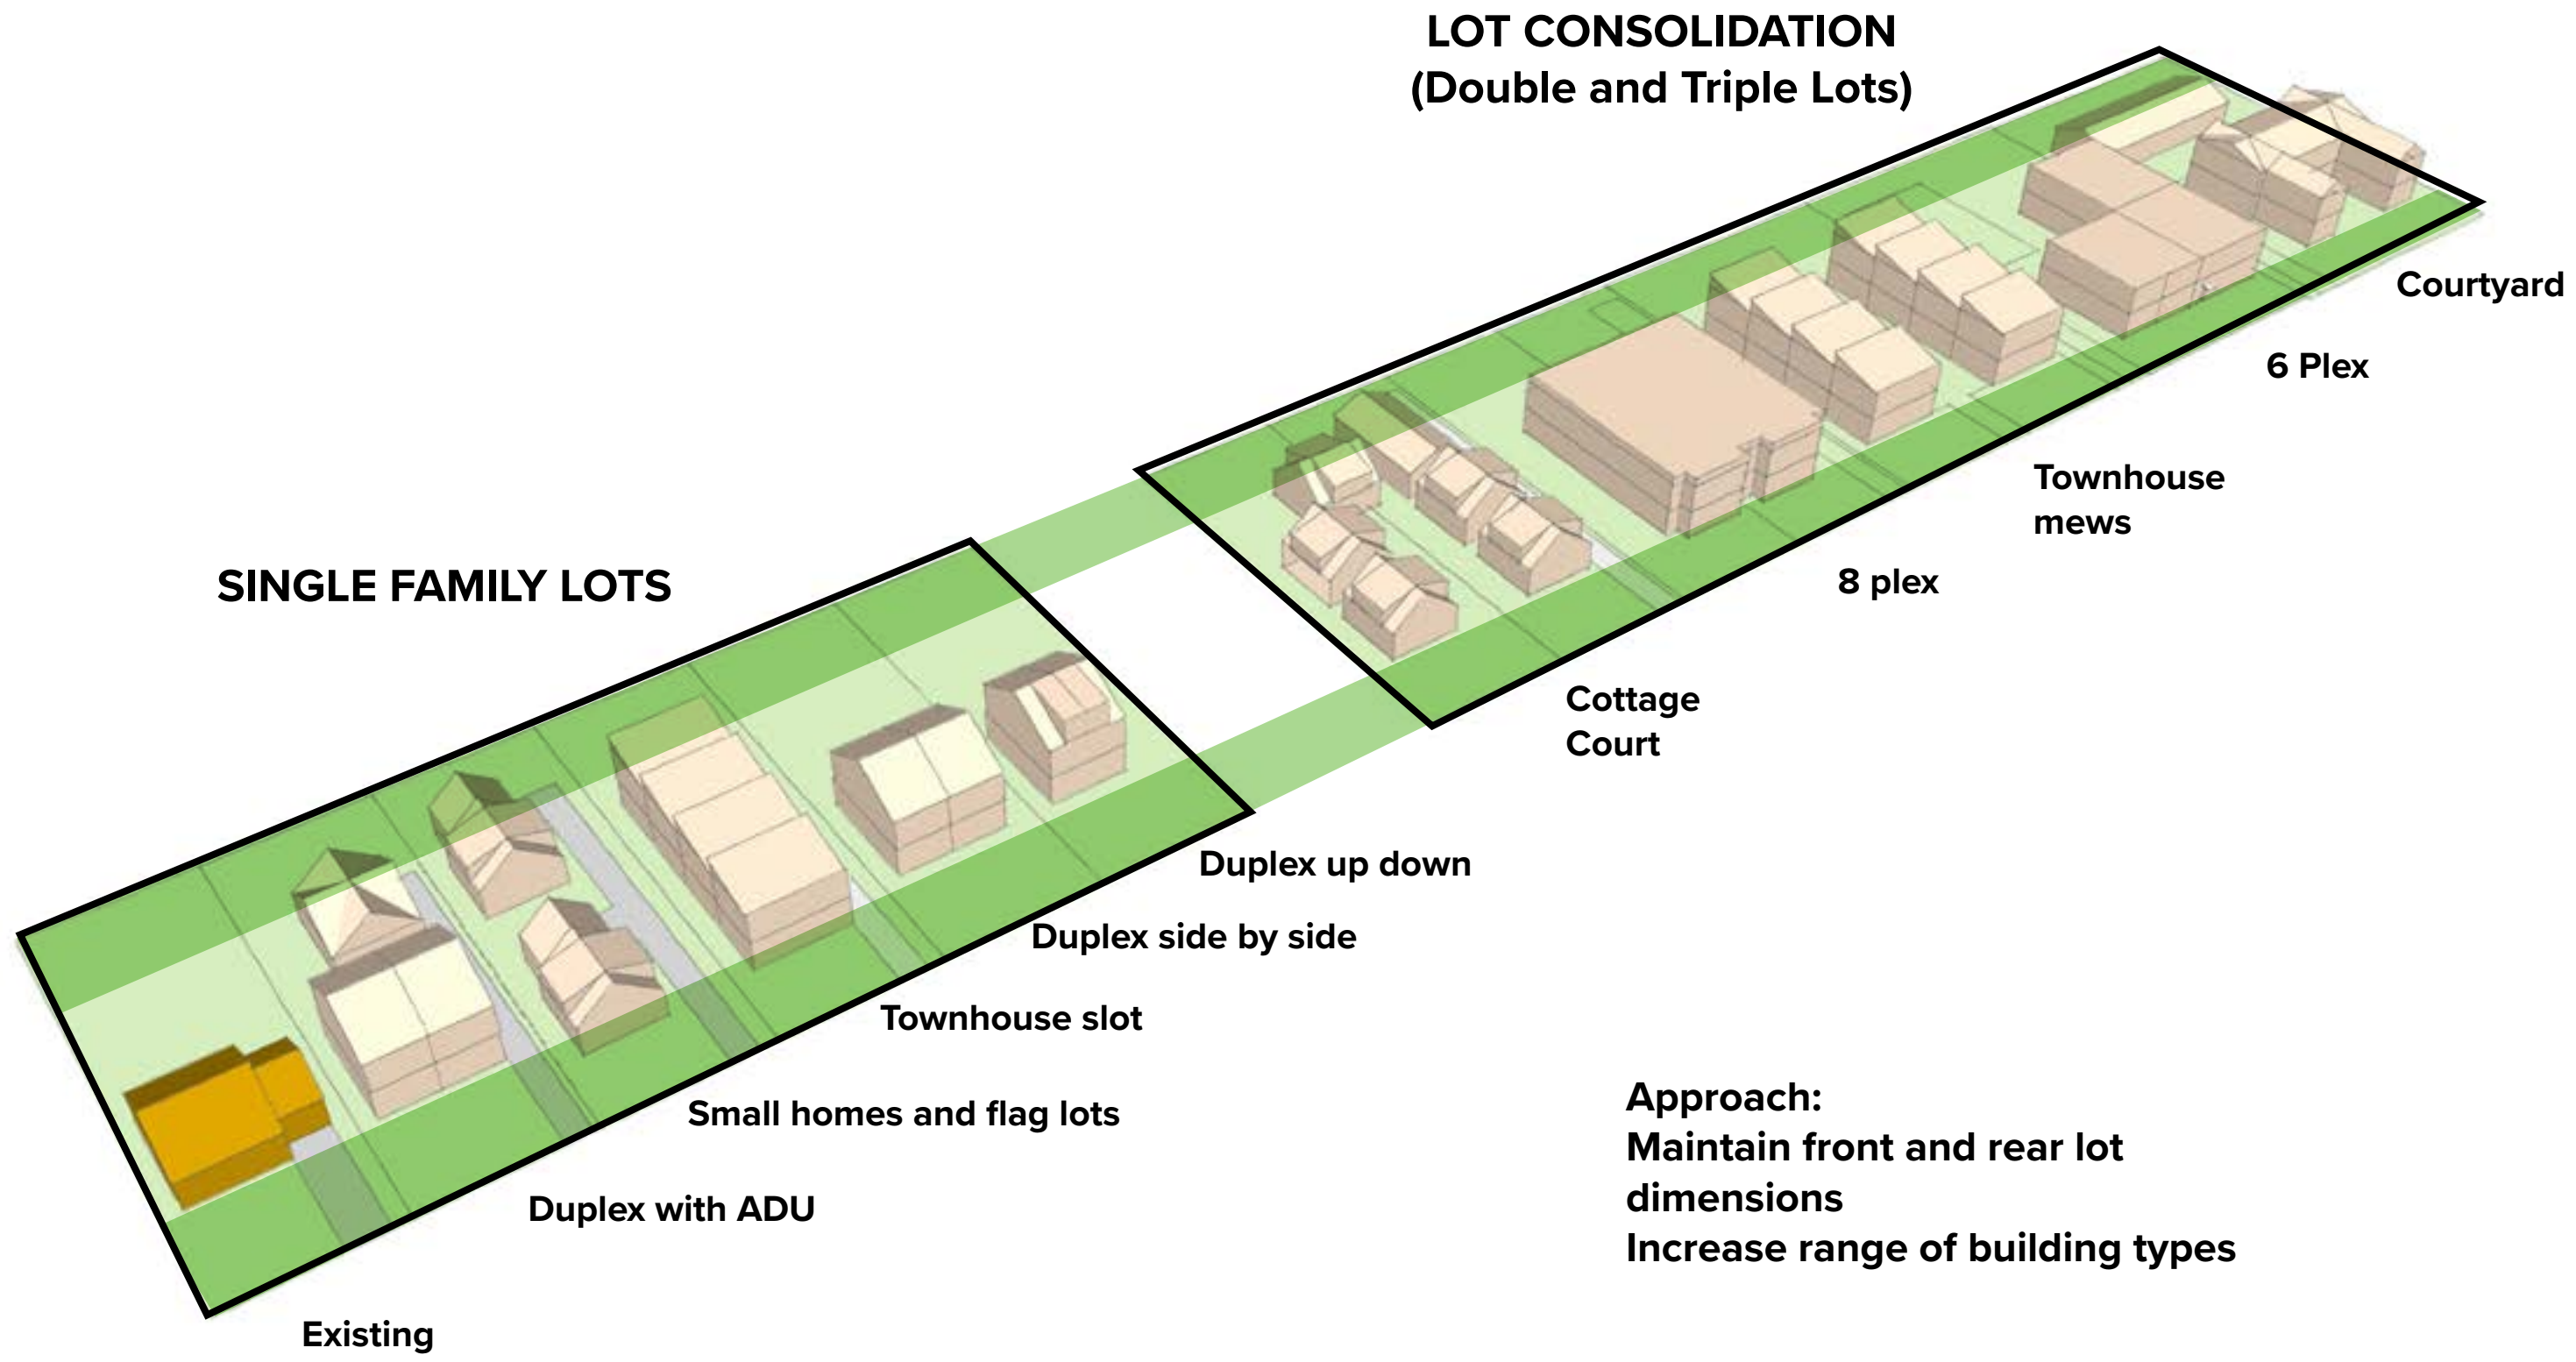 LOT CONSOLIDATION
(Double and Triple Lots)
Courtyard
6 Plex
Townhouse
mews
8 plex
Cottage
Court
SINGLE FAMILY LOTS
Duplex up down
Duplex side by side
Townhouse slot
Small homes and flag lots
Duplex with ADU
Existing
Approach:
Maintain front and rear lot
dimensions
Increase range of building types